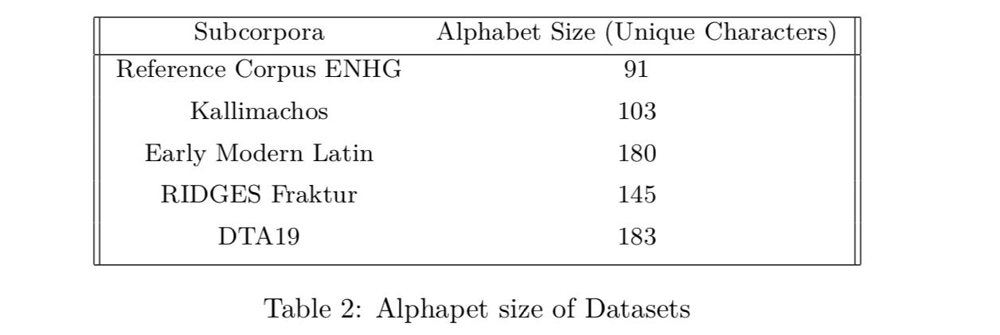 Subcorpora Alphabet Size (Unique Characters)
Reference Corpus ENHG 91
Kallimachos 103
Early Modern Latin 180
RIDGES Fraktur 145
DTA19 183
Table 2: Alphapet size of Datasets